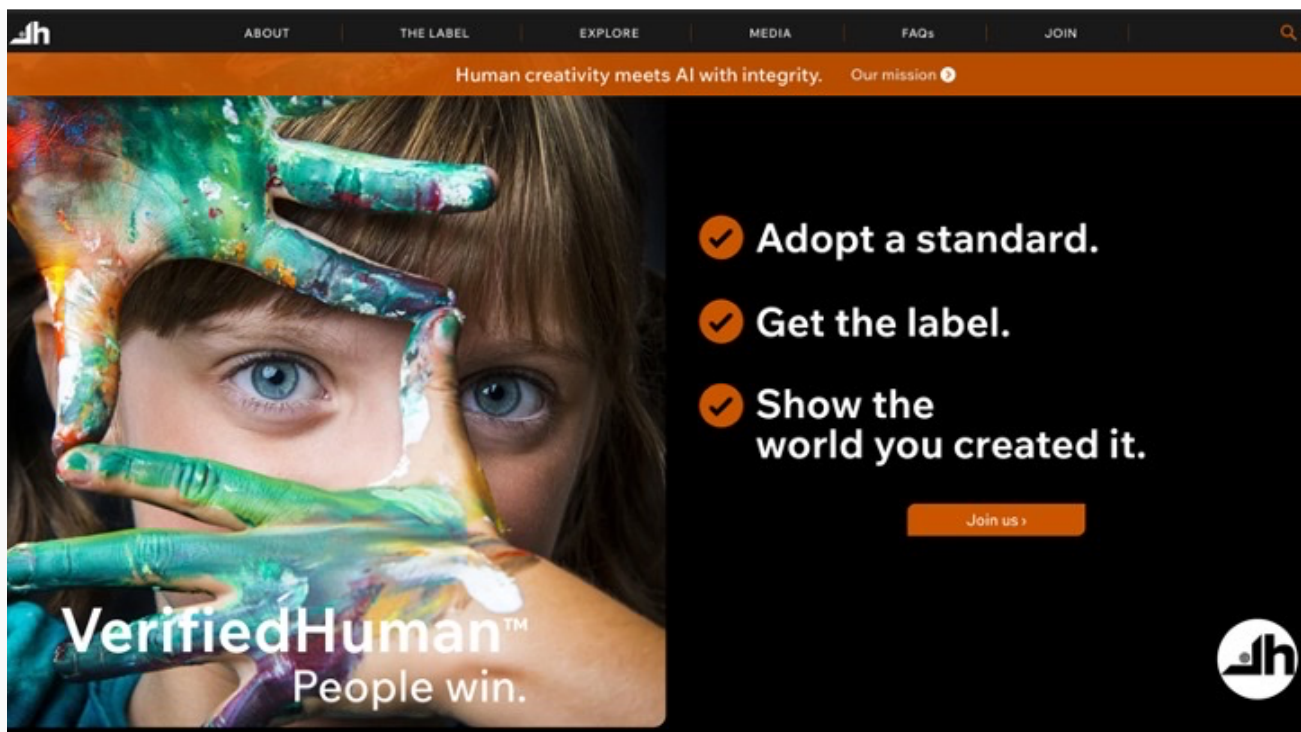 h
ABOUT
THE LABEL
EXPLORE
MEDIA
FAQs
JOIN
Human creativity meets AI with integrity.
Our mission
Adopt a standard.
Get the label.
Show the
world you created it.
Join us ›
VerifiedHuman™
People win.
h